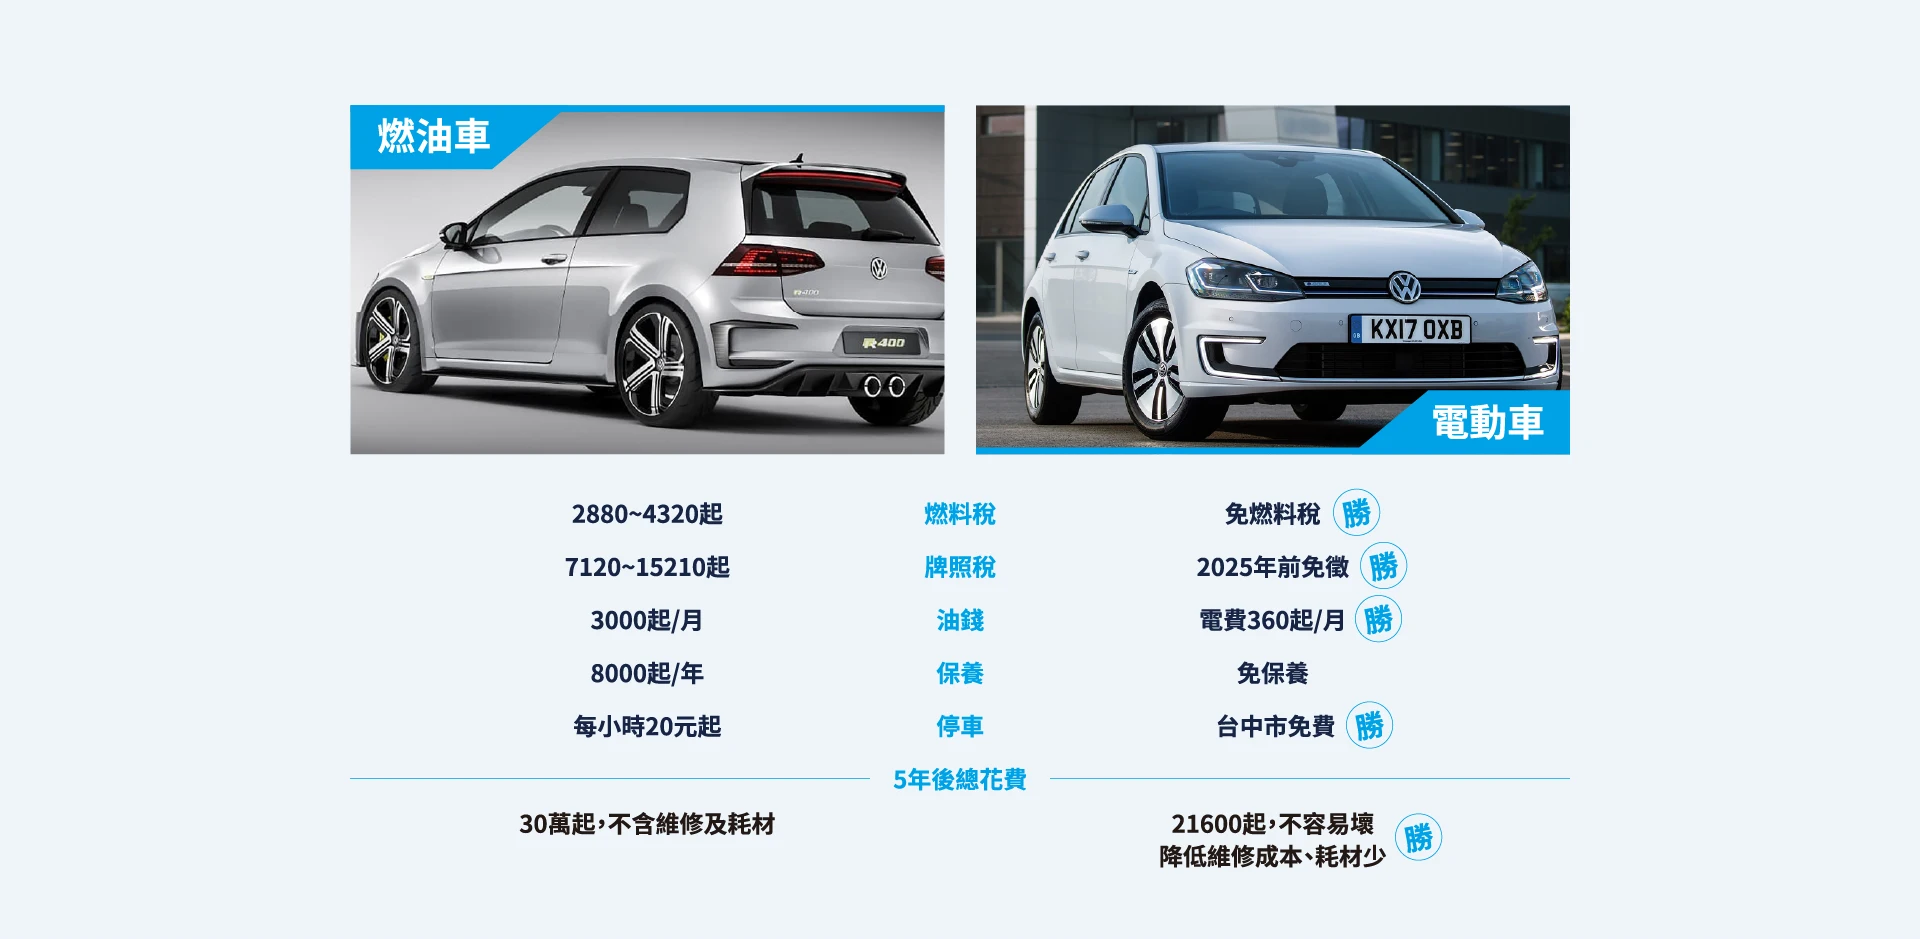 燃油車
R400
R400
KX17 OXB
電動車
2880~4320起 燃料稅 免燃料稅 勝
7120~15210起 牌照稅 2025年前免徵 勝
3000起/月 油錢 電費360起/月 勝
8000起/年 保養 免保養
每小時20元起 停車 台中市免費 勝
5年後總花費
30萬起，不含維修及耗材
21600起，不容易壞
降低維修成本、耗材少
勝